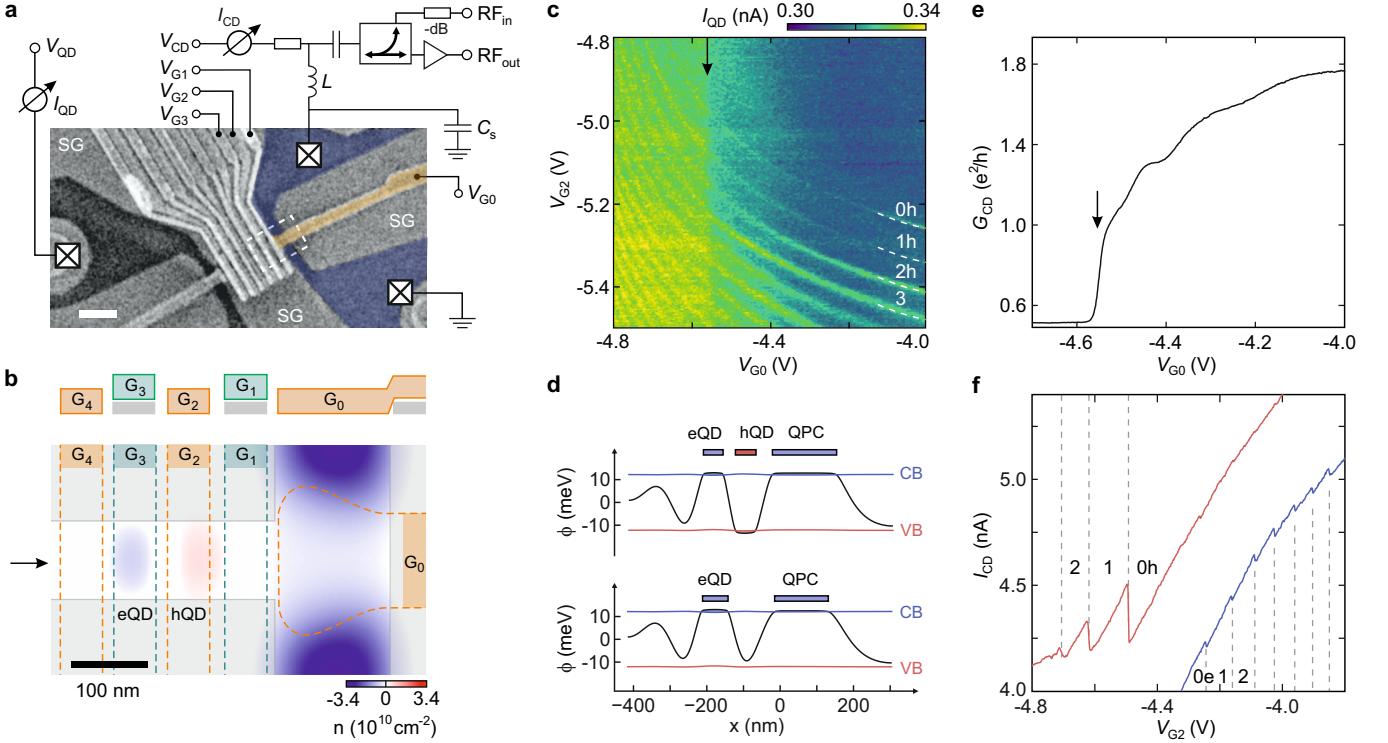 a
I_CD
V_QD
V_CD
-dB
RF_in
RF_out
V_G1
L
I_QD
V_G2
V_G3
C_s
SG
V_G0
SG
SG
b
G_4 G_3 G_2 G_1 G_0
G_4 G_3 G_2 G_1
G_0
eQD hQD
100 nm
-3.4 0 3.4
n (10^10 cm^-2)
c
I_QD (nA)
0.30 0.34
-4.8
-5.0
-5.2
-5.4
V_G2 (V)
0h
1h
2h
3
-4.8 -4.4 -4.0
V_G0 (V)
d
eQD hQD QPC
10
0
-10
ϕ (meV)
CB
VB
eQD QPC
10
0
-10
ϕ (meV)
CB
VB
−400 −200 0 200
x (nm)
e
1.8
1.4
1.0
0.6
G_CD (e²/h)
-4.6 -4.4 -4.2 -4.0
V_G0 (V)
f
5.0
4.5
4.0
I_CD (nA)
2 1 0h
0e 1 2
-4.8 -4.4 -4.0
V_G2 (V)